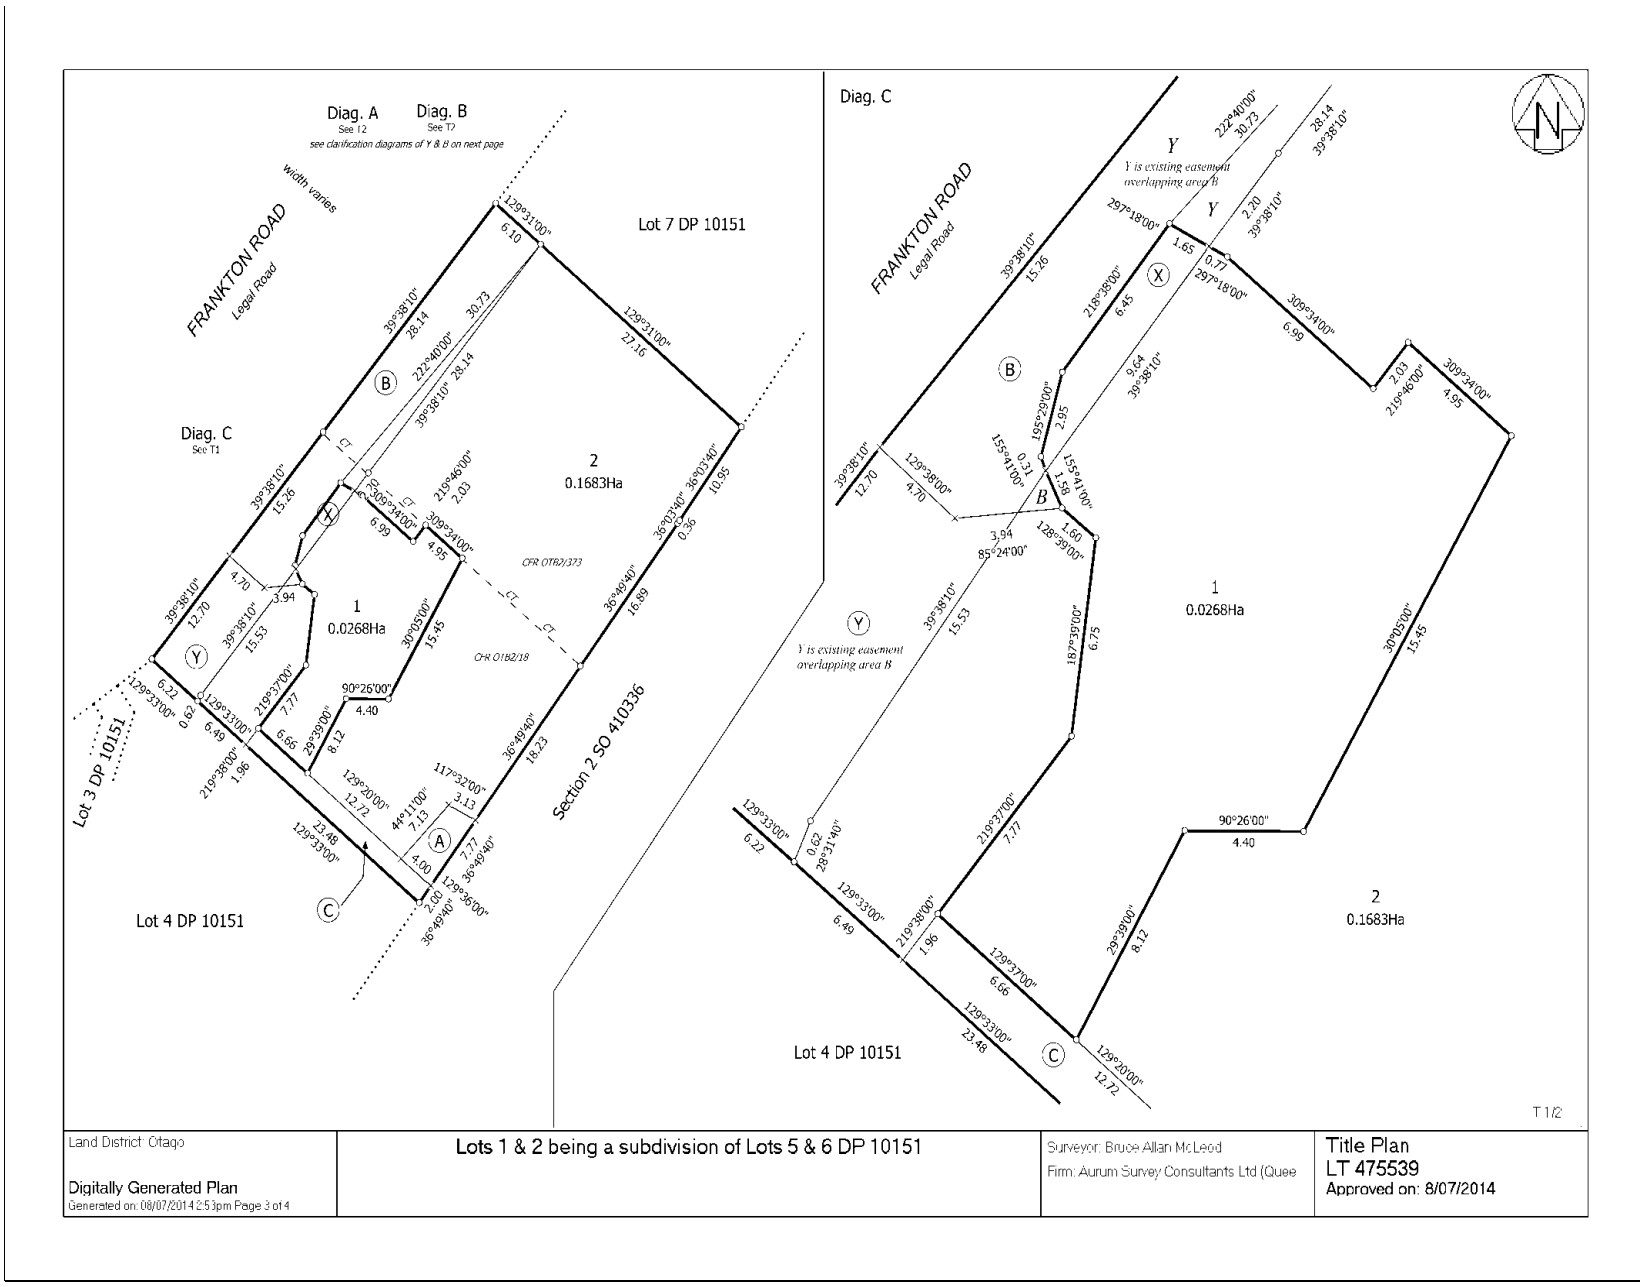 Diag. A
Diag. B
See T2
See T2
see clarification diagrams of Y & B on next page
width varies
FRANKTON ROAD
Legal Road
Lot 7 DP 10151
129°31'00"
6.10
39°38'10"
28.14
222°40'00"
30.73
39°38'10"
28.14
129°31'00"
27.16
B
Diag. C
See T1
CT
39°38'10"
15.26
X
309°34'00"
6.99
CT
219°46'00"
2.03
309°34'00"
4.95
2
0.1683Ha
36°03'40"
10.95
36°03'40"
0.36
CFR OTB2/373
CT
CT
4.70
3.94
39°38'10"
12.70
39°38'10"
15.53
1
0.0268Ha
30°05'00"
15.45
36°49'40"
16.89
CFR OTB2/18
Y
6.22
129°33'00"
0.62
129°33'00"
6.49
219°37'00"
7.77
90°26'00"
4.40
29°39'00"
8.12
6.66
219°38'00"
1.96
Lot 3 DP 10151
129°20'00"
12.72
44°11'00"
7.13
117°32'00"
3.13
36°49'40"
18.23
Section 2 SO 410336
23.48
129°33'00"
A
4.00
7.77
36°49'40"
129°36'00"
2.00
36°49'40"
C
Lot 4 DP 10151
Diag. C
N
222°40'00"
30.73
28.14
39°38'10"
Y
Y is existing easement
overlapping area B
FRANKTON ROAD
Legal Road
297°18'00"
Y
2.20
39°38'10"
39°38'10"
15.26
1.65
0.77
297°18'00"
X
218°38'00"
6.45
309°34'00"
6.99
B
9.64
39°38'10"
2.03
219°46'00"
309°34'00"
4.95
195°29'00"
2.95
39°38'10"
12.70
129°38'00"
4.70
155°41'00"
0.31
155°41'00"
1.58
B
3.94
85°24'00"
1.60
128°39'00"
39°38'10"
15.53
Y
Y is existing easement
overlapping area B
1
0.0268Ha
187°39'00"
6.75
30°05'00"
15.45
129°33'00"
6.22
0.62
28°31'40"
219°37'00"
7.77
90°26'00"
4.40
129°33'00"
6.49
219°38'00"
1.96
29°39'00"
8.12
2
0.1683Ha
129°37'00"
6.66
129°33'00"
23.48
Lot 4 DP 10151
C
129°20'00"
12.72
T 1/2
Land District: Otago
Digitally Generated Plan
Generated on: 08/07/2014 2:53pm Page 3 of 4
Lots 1 & 2 being a subdivision of Lots 5 & 6 DP 10151
Surveyor: Bruce Allan McLeod
Firm: Aurum Survey Consultants Ltd (Quee
Title Plan
LT 475539
Approved on: 8/07/2014